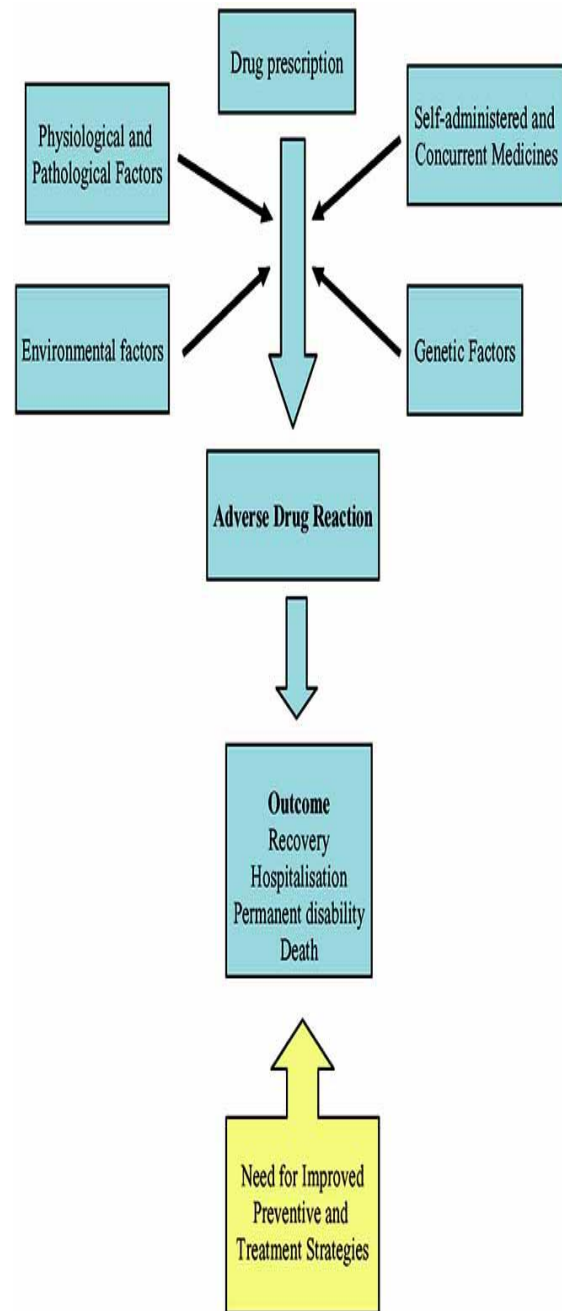 Drug prescription
Physiological and
Pathological Factors
Self-administered and
Concurrent Medicines
Environmental factors
Genetic Factors
Adverse Drug Reaction
Outcome
Recovery
Hospitalisation
Permanent disability
Death
Need for Improved
Preventive and
Treatment Strategies